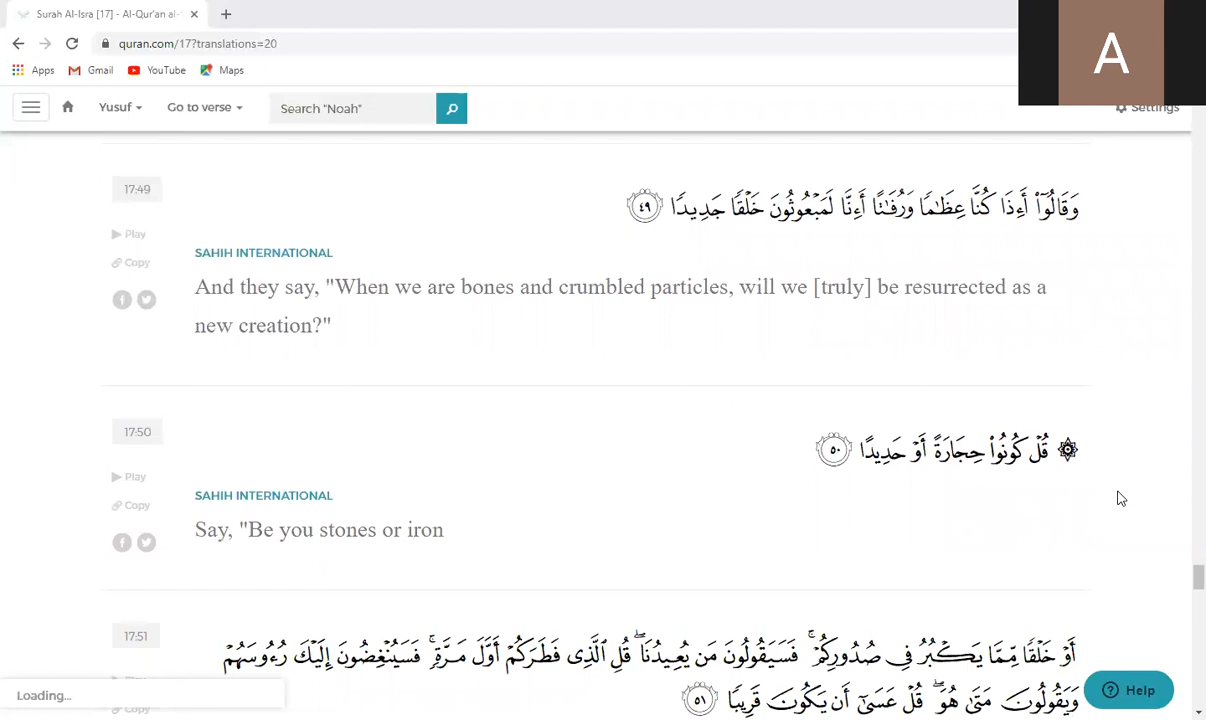 Surah Al-Isra [17] - Al-Qur'an al-
quran.com/17?translations=20
Apps Gmail YouTube Maps
A
Yusuf Go to verse Search "Noah" Settings
17:49
وَقَالُوٓا۟ أَءِذَا كُنَّا عِظَـٰمًا وَرُفَـٰتًا أَءِنَّا لَمَبْعُوثُونَ خَلْقًا جَدِيدًا ٤٩
Play
SAHIH INTERNATIONAL
Copy
And they say, "When we are bones and crumbled particles, will we [truly] be resurrected as a
new creation?"
17:50
۞ قُلْ كُونُوا۟ حِجَارَةً أَوْ حَدِيدًا ٥٠
Play
SAHIH INTERNATIONAL
Copy
Say, "Be you stones or iron
17:51
أَوْ خَلْقًا مِّمَّا يَكْبُرُ فِى صُدُورِكُمْ ۚ فَسَيَقُولُونَ مَن يُعِيدُنَا ۖ قُلِ ٱلَّذِى فَطَرَكُمْ أَوَّلَ مَرَّةٍ ۚ فَسَيُنْغِضُونَ إِلَيْكَ رُءُوسَهُمْ
وَيَقُولُونَ مَتَىٰ هُوَ ۖ قُلْ عَسَىٰٓ أَن يَكُونَ قَرِيبًا ٥١
Loading...
Copy
Help